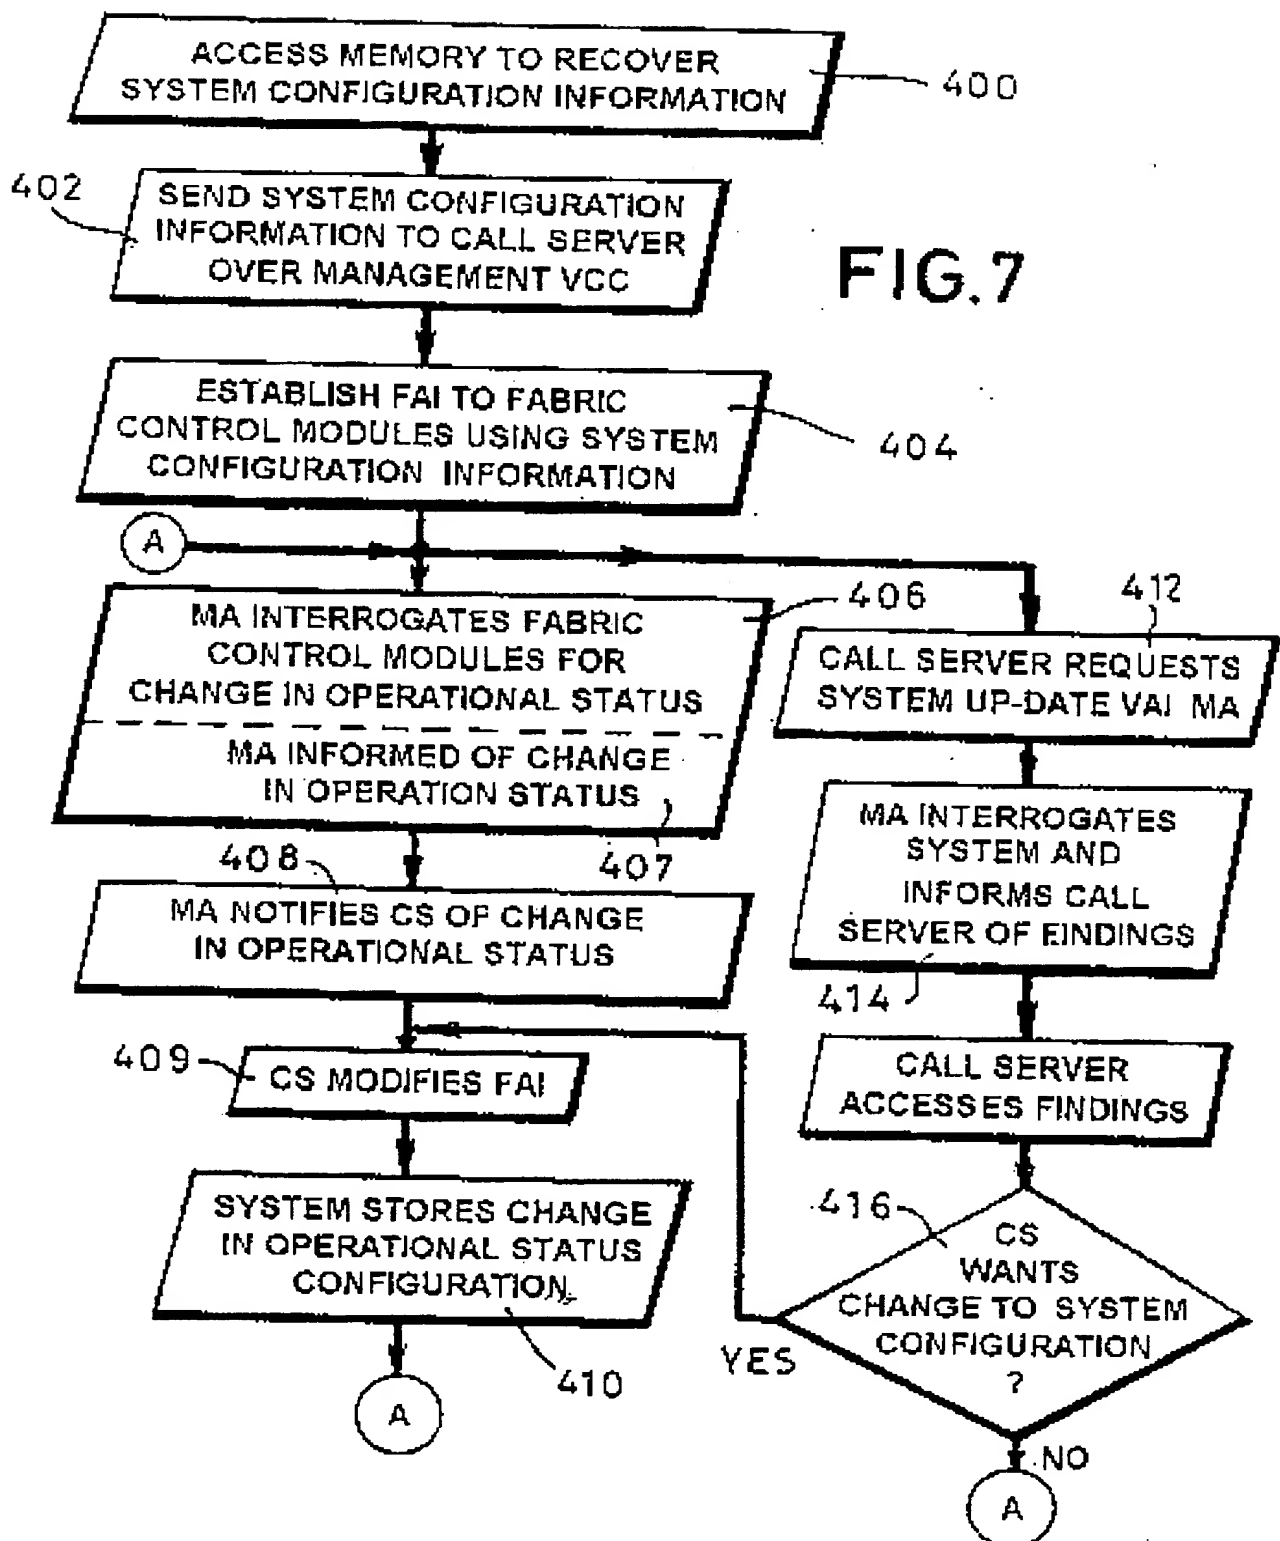 ACCESS MEMORY TO RECOVER
SYSTEM CONFIGURATION INFORMATION
400
402
SEND SYSTEM CONFIGURATION
INFORMATION TO CALL SERVER
OVER MANAGEMENT VCC
FIG.7
ESTABLISH FAI TO FABRIC
CONTROL MODULES USING SYSTEM
CONFIGURATION INFORMATION
404
A
MA INTERROGATES FABRIC
CONTROL MODULES FOR
CHANGE IN OPERATIONAL STATUS
406
MA INFORMED OF CHANGE
IN OPERATION STATUS
407
408
MA NOTIFIES CS OF CHANGE
IN OPERATIONAL STATUS
409
CS MODIFIES FAI
SYSTEM STORES CHANGE
IN OPERATIONAL STATUS
CONFIGURATION
410
A
412
CALL SERVER REQUESTS
SYSTEM UP-DATE VAI MA
MA INTERROGATES
SYSTEM AND
INFORMS CALL
SERVER OF FINDINGS
414
CALL SERVER
ACCESSES FINDINGS
416
CS
WANTS
CHANGE TO SYSTEM
CONFIGURATION
?
YES
NO
A